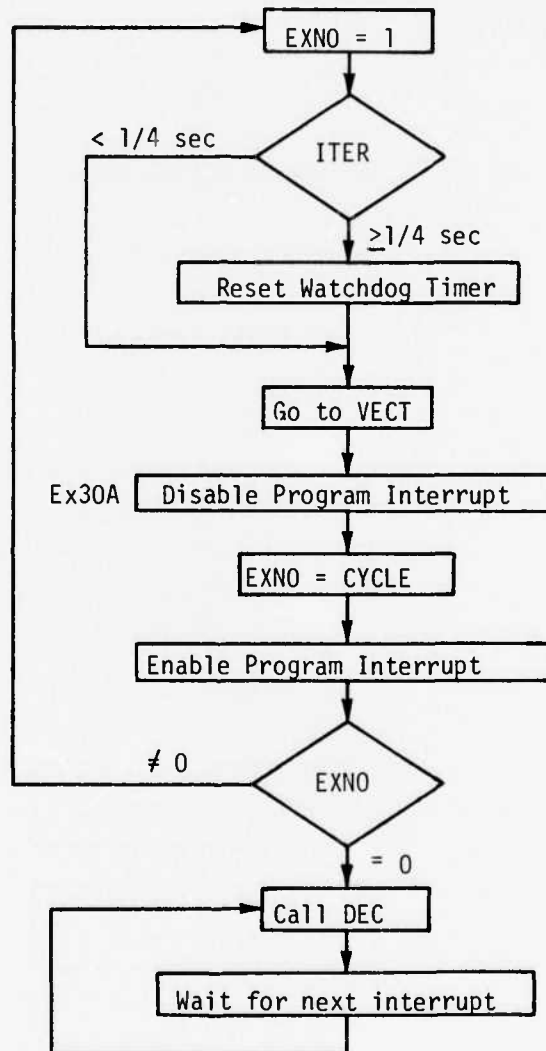 EXNO = 1
ITER
< 1/4 sec
≥1/4 sec
Reset Watchdog Timer
Go to VECT
Ex30A
Disable Program Interrupt
EXNO = CYCLE
Enable Program Interrupt
≠ 0
EXNO
= 0
Call DEC
Wait for next interrupt